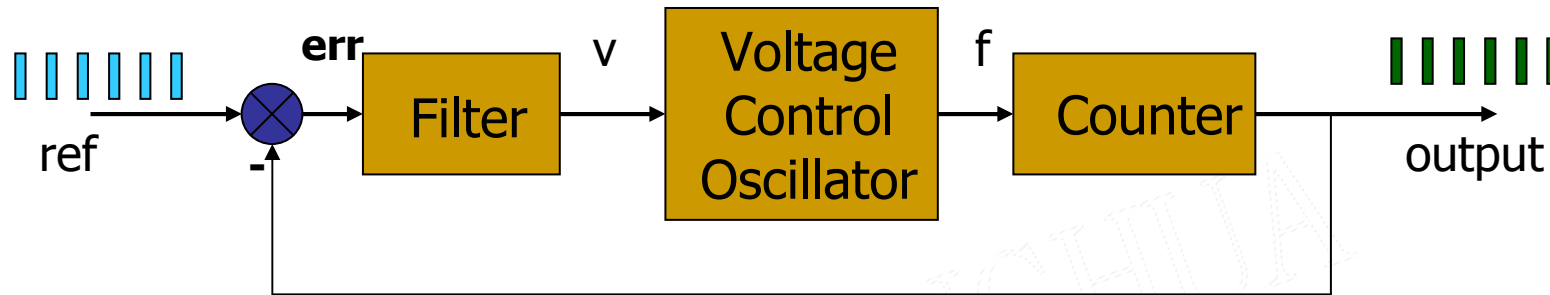 ref
-
err
Filter
v
Voltage
Control
Oscillator
f
Counter
output